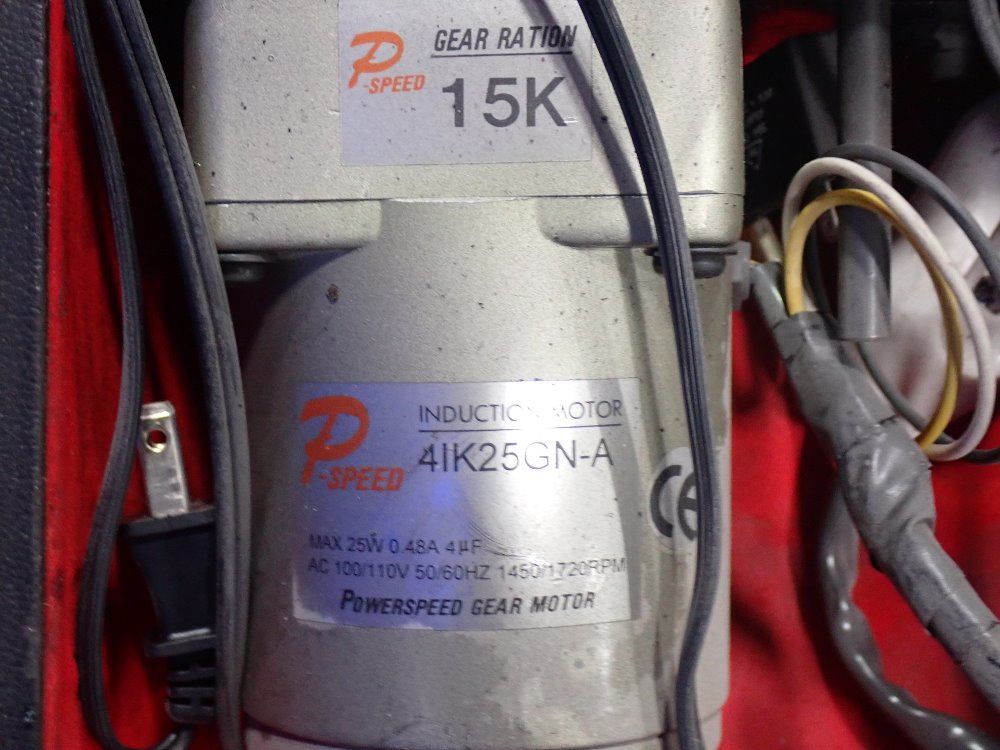 P-SPEED
GEAR RATION
15K
P-SPEED
INDUCTION MOTOR
4IK25GN-A
CE
MAX 25W 0.48A 4μF
AC 100/110V 50/60HZ 1450/1720RPM
POWERSPEED GEAR MOTOR